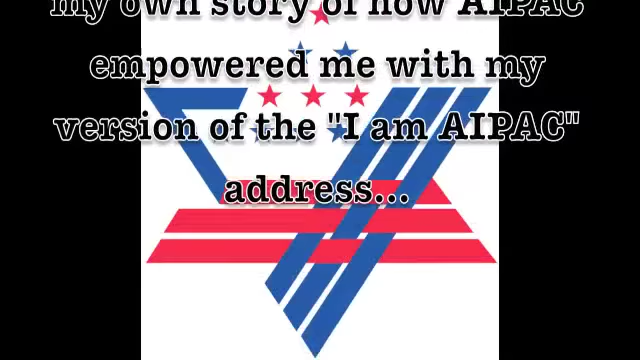 my own story of how AIPAC
empowered me with my
version of the "I am AIPAC"
address...